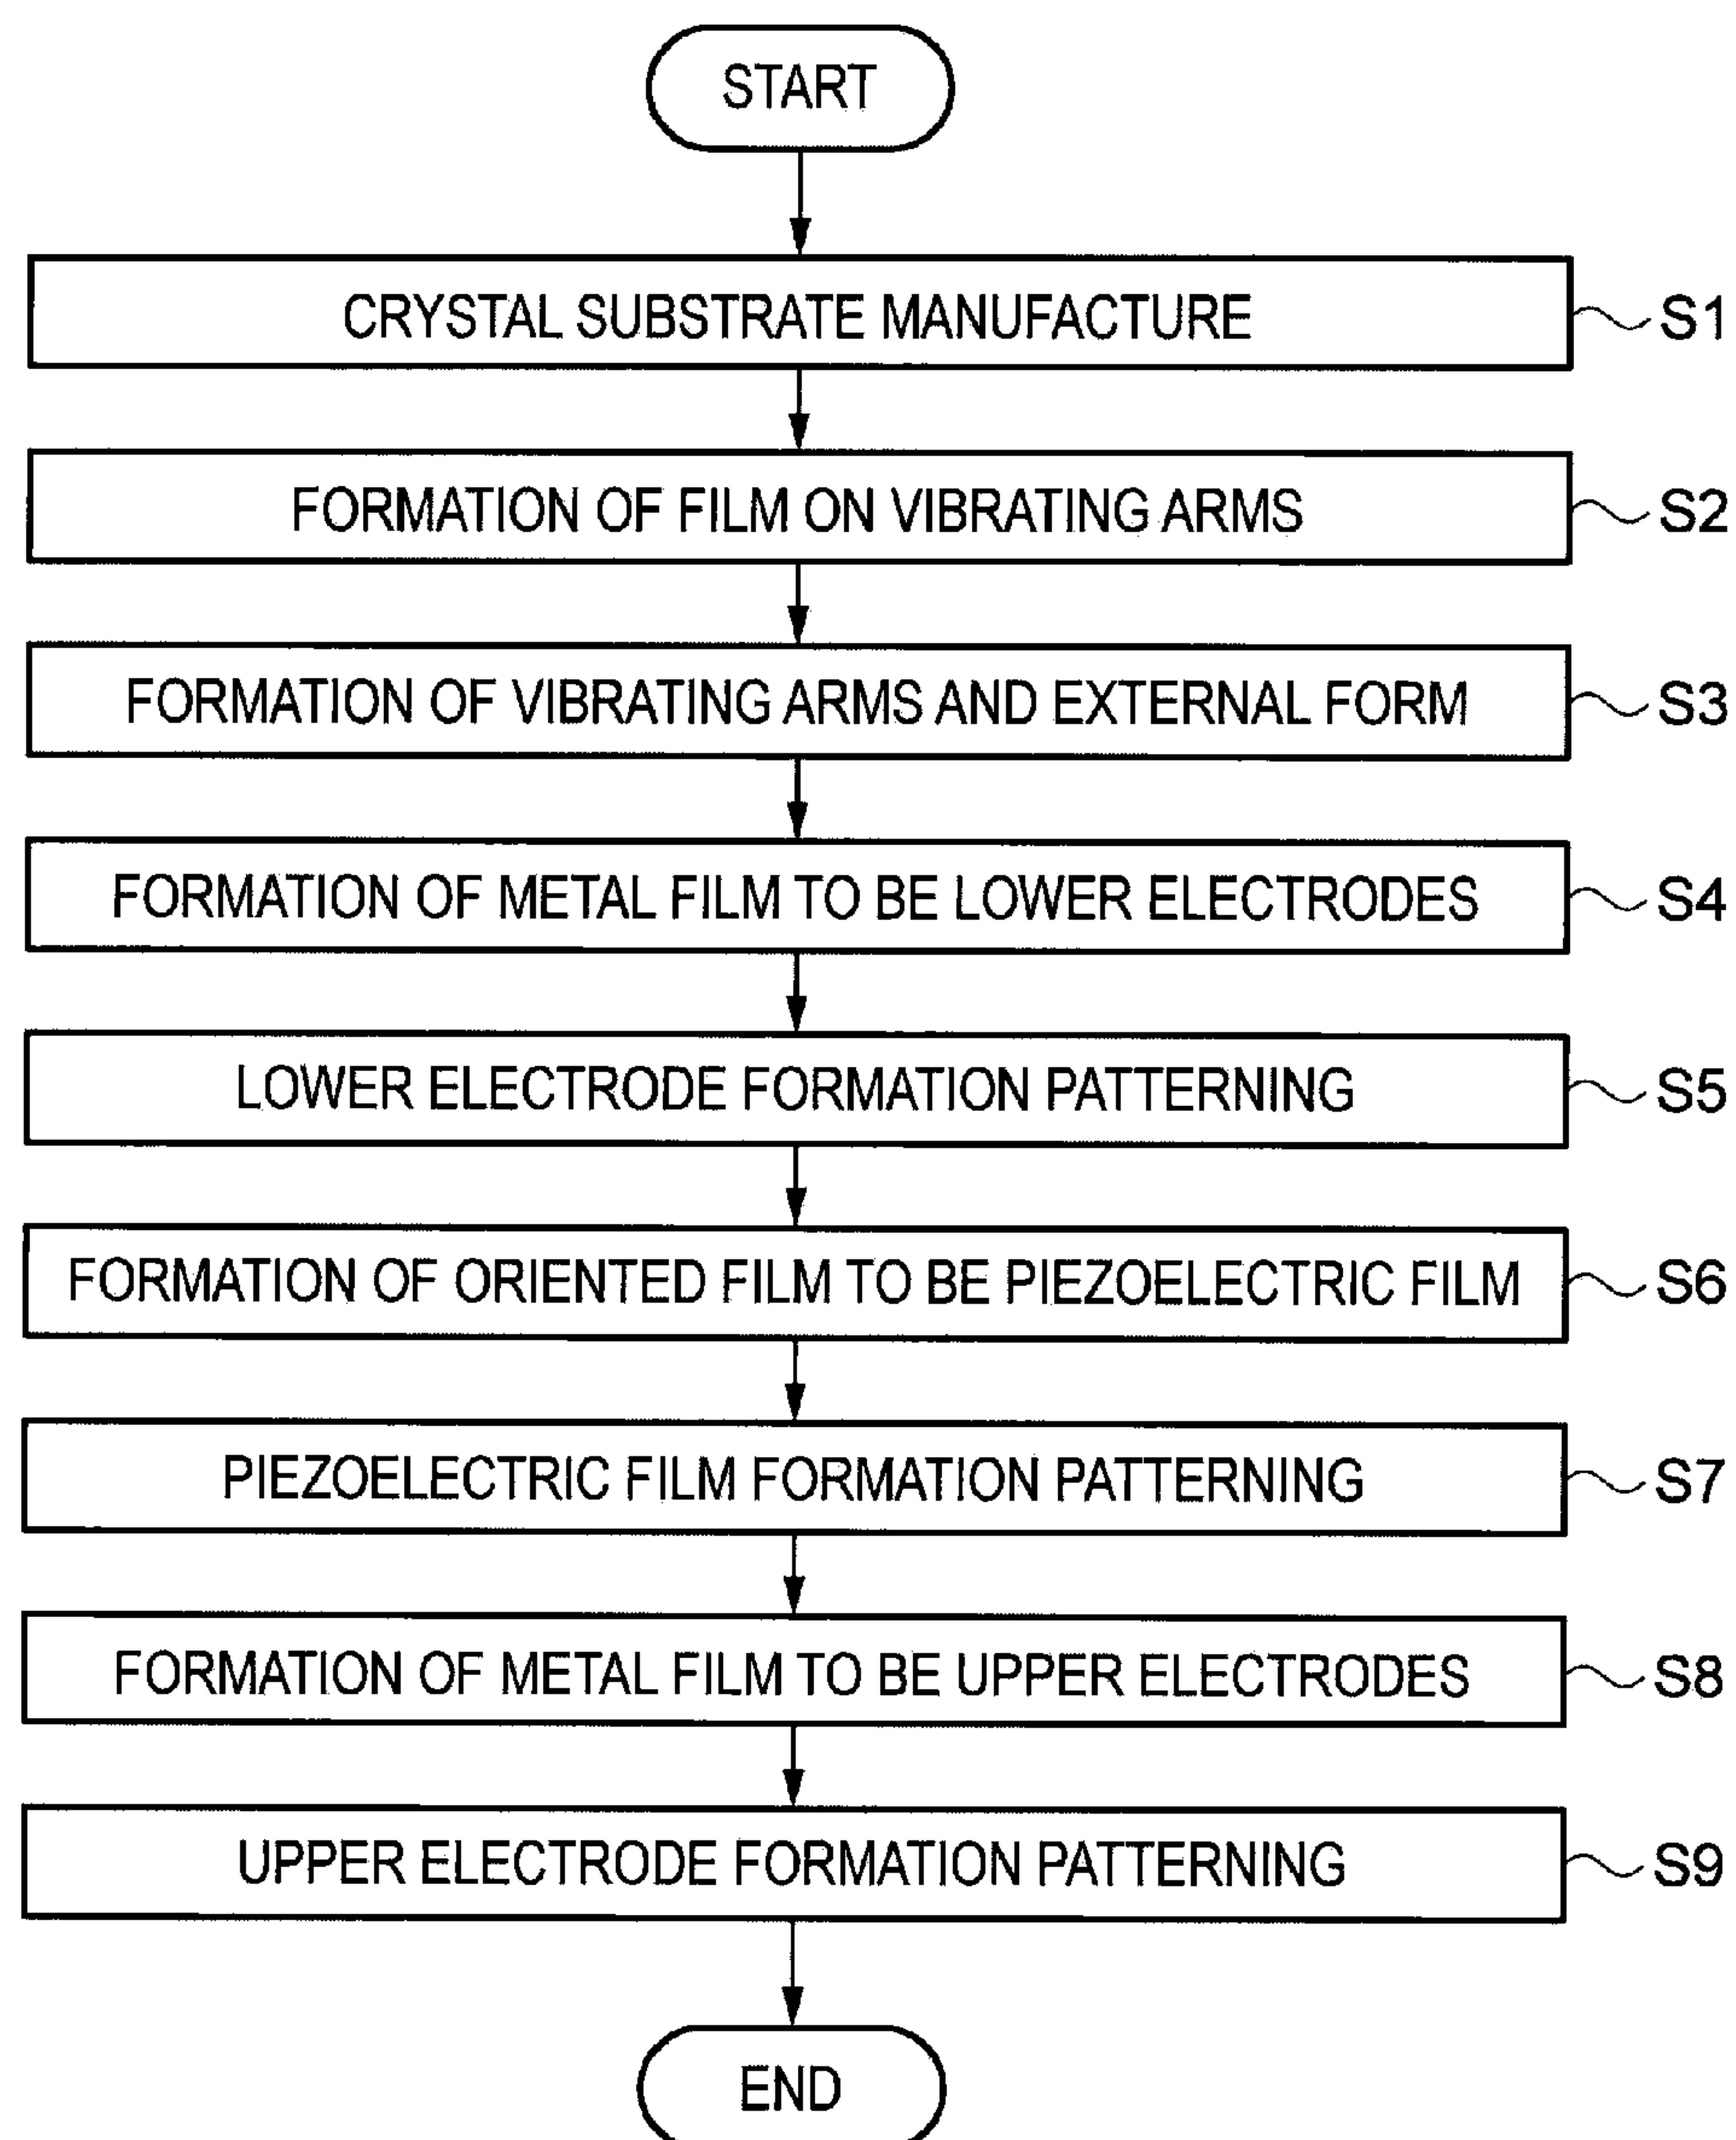 START
CRYSTAL SUBSTRATE MANUFACTURE S1
FORMATION OF FILM ON VIBRATING ARMS S2
FORMATION OF VIBRATING ARMS AND EXTERNAL FORM S3
FORMATION OF METAL FILM TO BE LOWER ELECTRODES S4
LOWER ELECTRODE FORMATION PATTERNING S5
FORMATION OF ORIENTED FILM TO BE PIEZOELECTRIC FILM S6
PIEZOELECTRIC FILM FORMATION PATTERNING S7
FORMATION OF METAL FILM TO BE UPPER ELECTRODES S8
UPPER ELECTRODE FORMATION PATTERNING S9
END